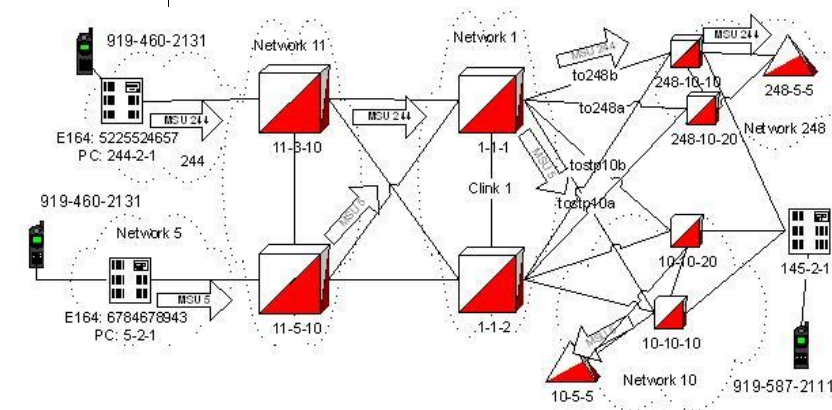 919-460-2131
Network 11
Network 1
MSU 244
MSU 244
to248b
248-10-10
248-5-5
MSU 244
MSU 244
to248a
E164: 5225524657
PC: 244-2-1
244
11-3-10
1-1-1
248-10-20
Network 248
MSU 5
tostp10b
Clink 1
tostp40a
919-460-2131
MSU 5
Network 5
10-10-20
145-2-1
MSU 5
E164: 6784678943
PC: 5-2-1
11-5-10
1-1-2
10-10-10
10-5-5
Network 10
919-587-2111